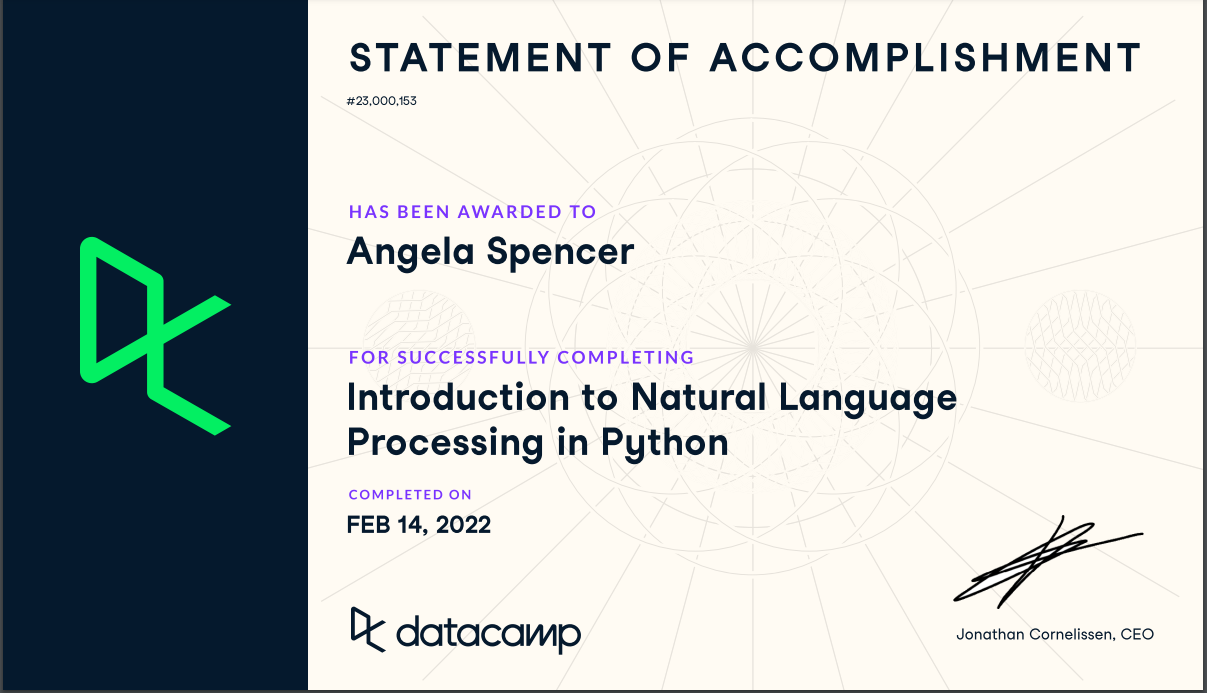 STATEMENT OF ACCOMPLISHMENT
#23,000,153
HAS BEEN AWARDED TO
Angela Spencer
FOR SUCCESSFULLY COMPLETING
Introduction to Natural Language
Processing in Python
COMPLETED ON
FEB 14, 2022
datacamp
Jonathan Cornelissen, CEO